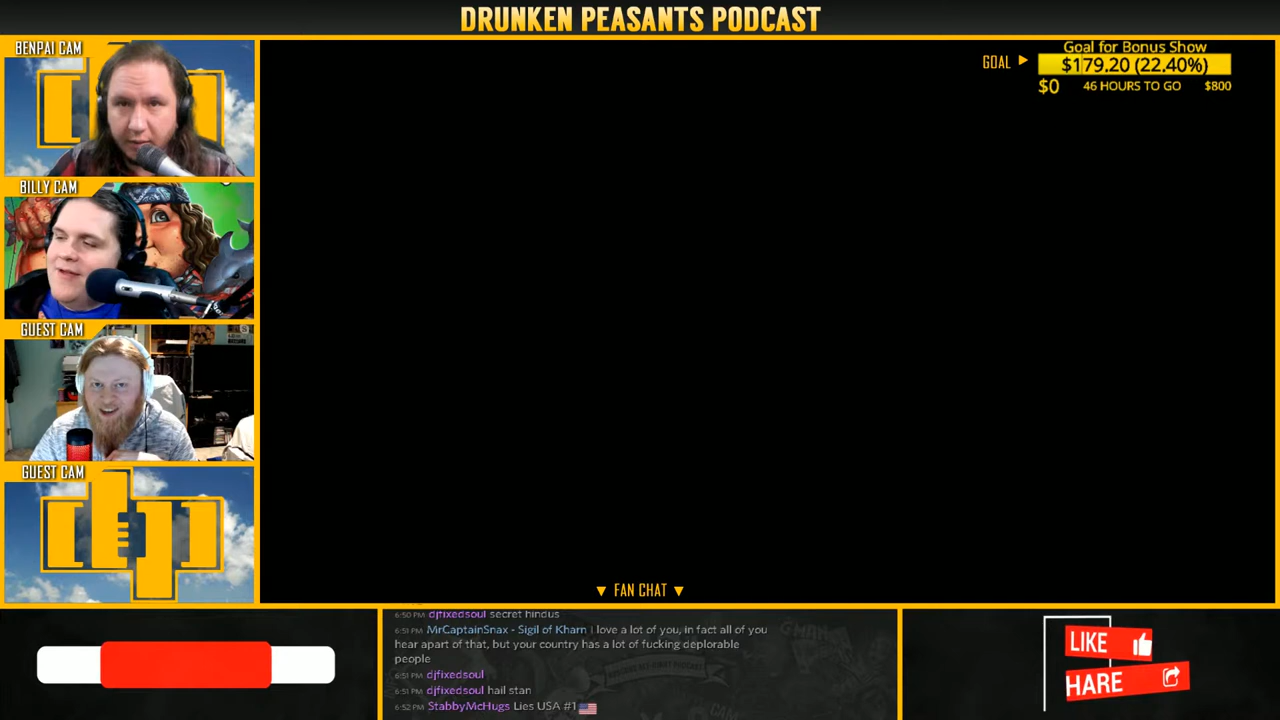 DRUNKEN PEASANTS PODCAST
BENPAI CAM
BILLY CAM
GUEST CAM
GUEST CAM
GOAL
Goal for Bonus Show
$179.20 (22.40%)
$0 46 HOURS TO GO $800
▼ FAN CHAT ▼
6:50 PM djfixedsoul secret hindus
6:51 PM MrCaptainSnax - Sigil of Kharn I love a lot of you, in fact all of you
hear apart of that, but your country has a lot of fucking deplorable
people
6:51 PM djfixedsoul
6:51 PM djfixedsoul hail stan
6:52 PM StabbyMcHugs Lies USA #1
LIKE
HARE